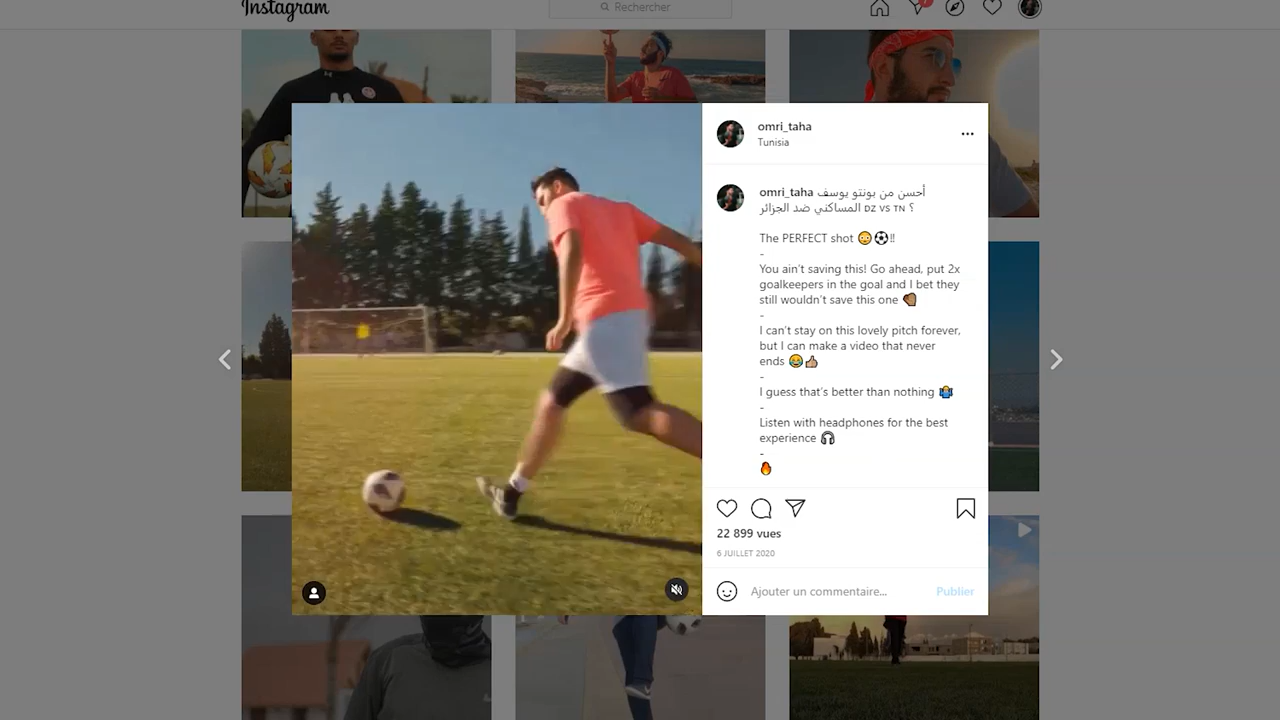 Instagram
Rechercher
omri_taha
Tunisia
omri_taha أحسن من بونتو يوسف
المساكني ضد الجزائر DZ VS TN ؟
The PERFECT shot 😳⚽‼
-
You ain't saving this! Go ahead, put 2x
goalkeepers in the goal and I bet they
still wouldn't save this one
-
I can't stay on this lovely pitch forever,
but I can make a video that never
ends 😂👍🏽
-
I guess that's better than nothing
-
Listen with headphones for the best
experience 🎧
-
🔥
22 899 vues
6 JUILLET 2020
Ajouter un commentaire...
Publier